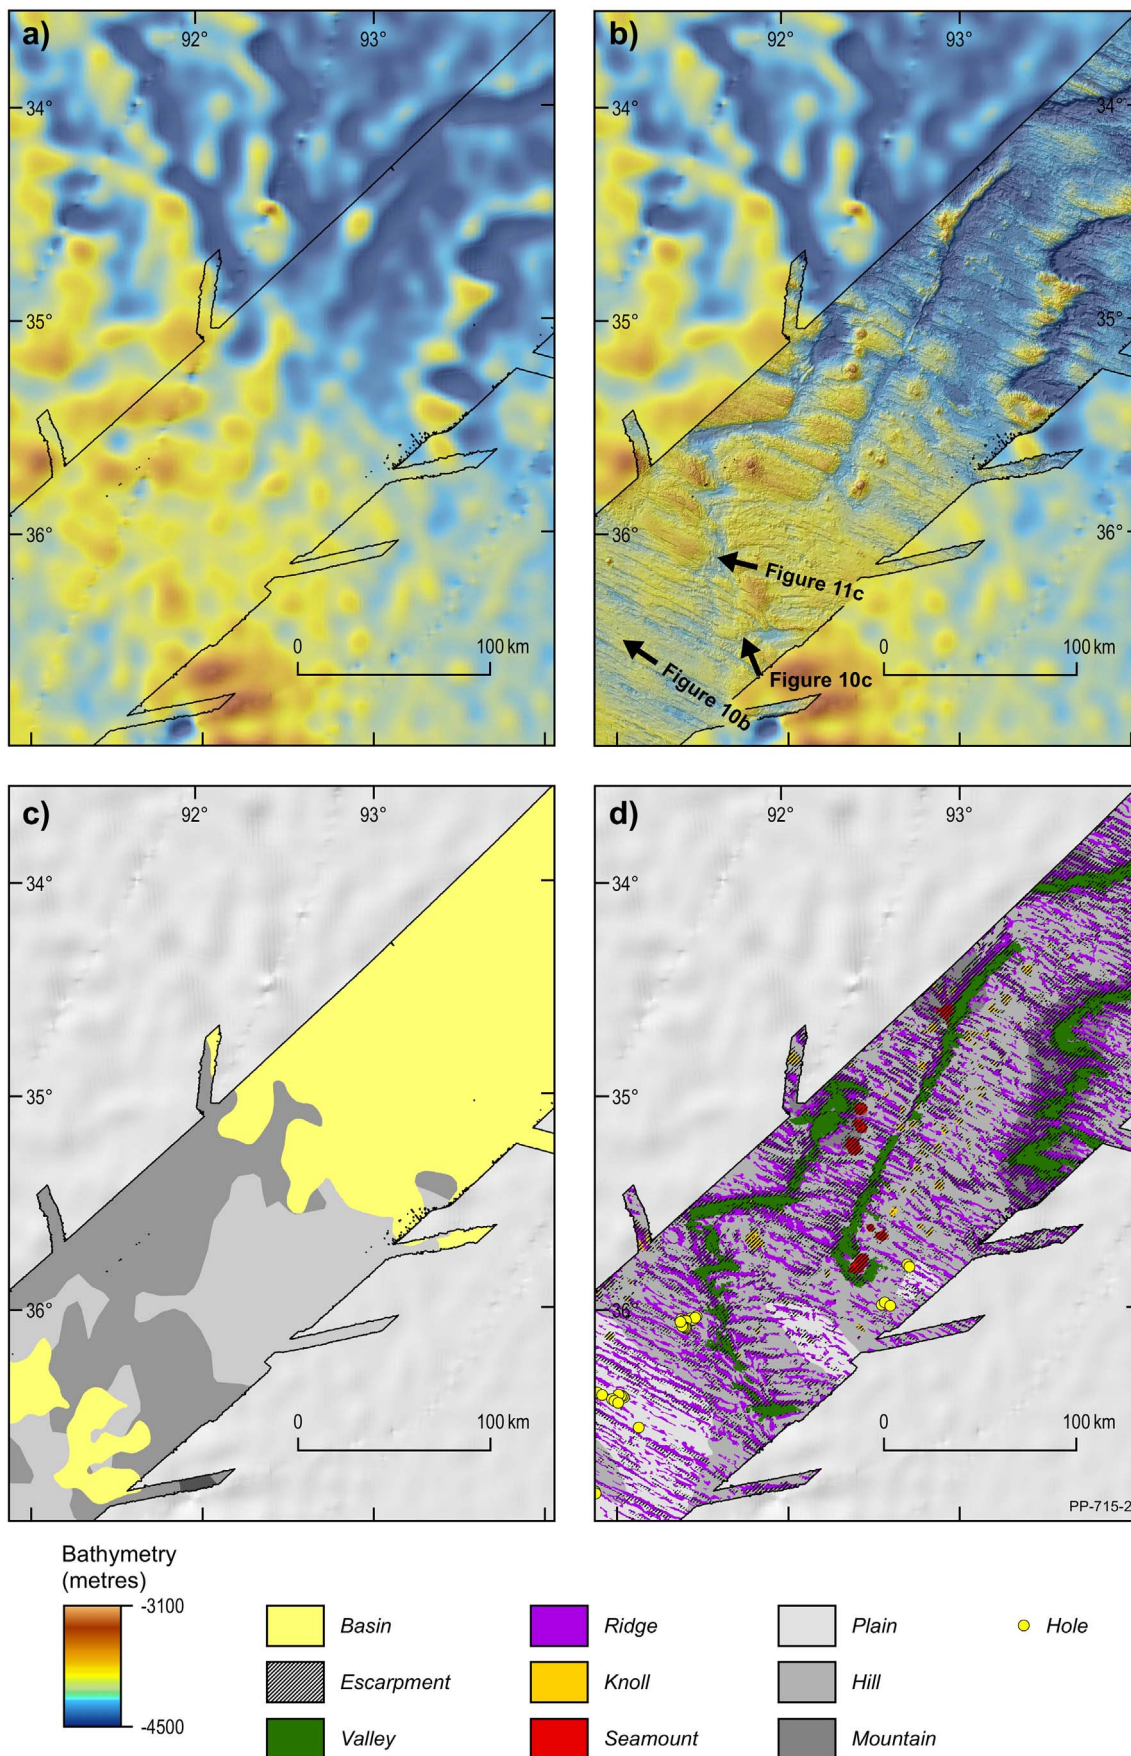 a)
92°
93°
34°
35°
36°
0
100 km
b)
92°
93°
34°
34°
35°
35°
36°
36°
Figure 11c
Figure 10c
Figure 10b
0
100 km
c)
92°
93°
34°
35°
36°
0
100 km
d)
92°
93°
34°
35°
36°
0
100 km
PP-715-2
Bathymetry
(metres)
-3100
-4500
Basin
Escarpment
Valley
Ridge
Knoll
Seamount
Plain
Hill
Mountain
Hole